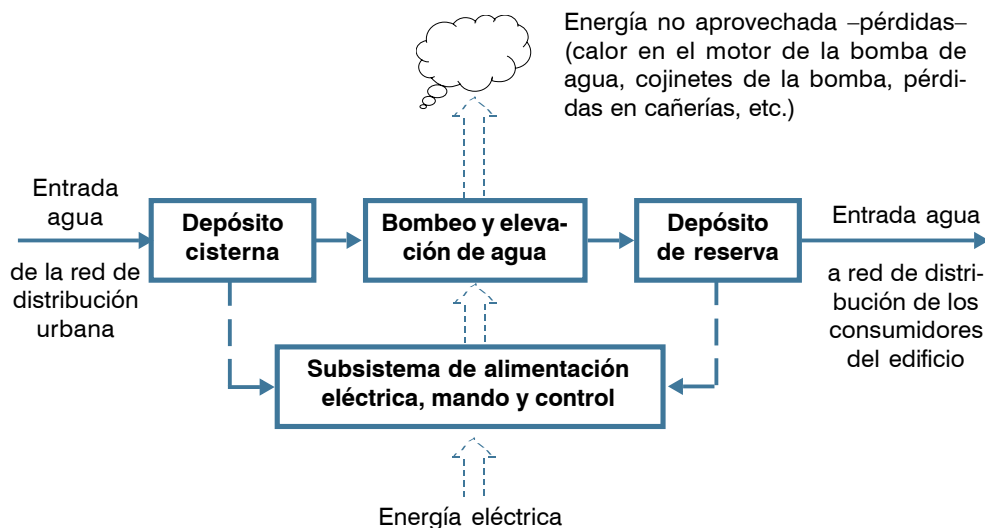 Energía no aprovechada –pérdidas–
(calor en el motor de la bomba de
agua, cojinetes de la bomba, pérdi-
das en cañerías, etc.)
Entrada
agua
de la red de
distribución
urbana
Depósito
cisterna
Bombeo y eleva-
ción de agua
Depósito
de reserva
Entrada agua
a red de distri-
bución de los
consumidores
del edificio
Subsistema de alimentación
eléctrica, mando y control
Energía eléctrica